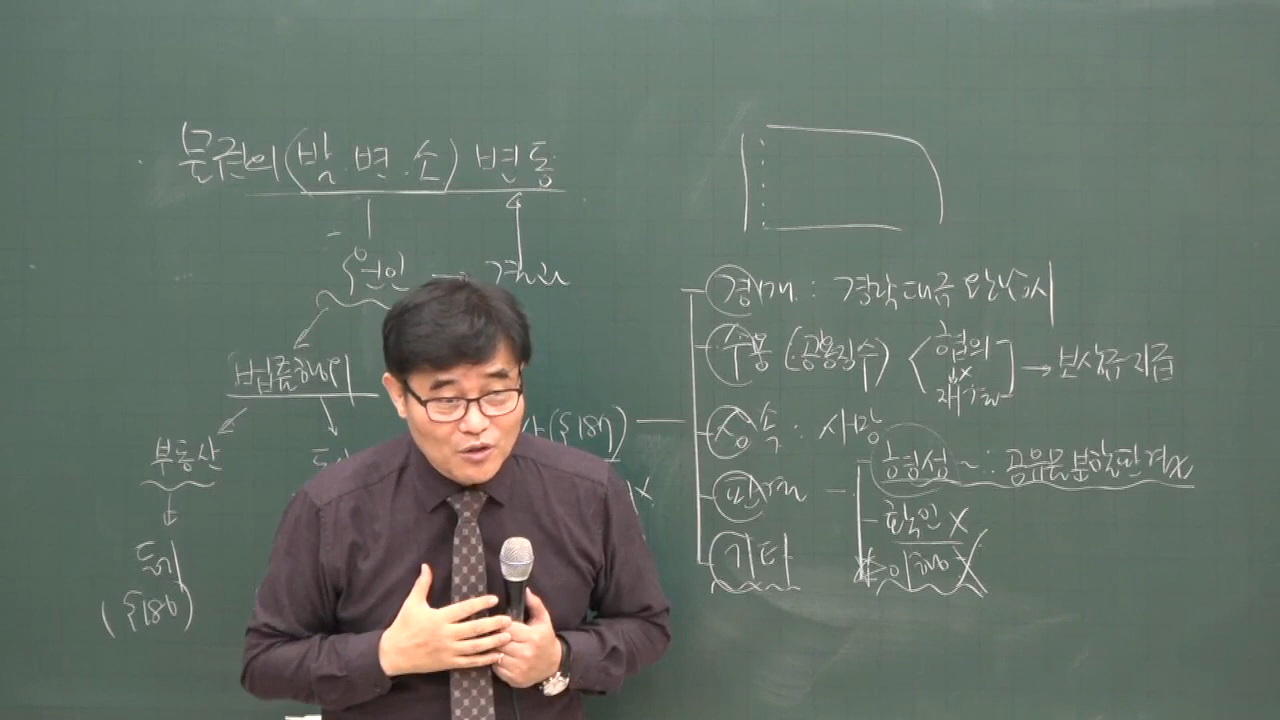 물권의 (발.변.소) 변동
원인 → 결과
법률행위
부동산
등기
(§186)
(§187)
경매 : 경락대금 완납시
수용 (공용징수) < 협의 x 재결 ] → 보상금 지급
상속 : 사망
판결 - 형성 ~ : 공유물분할판결
확인 X
이행 X
기타